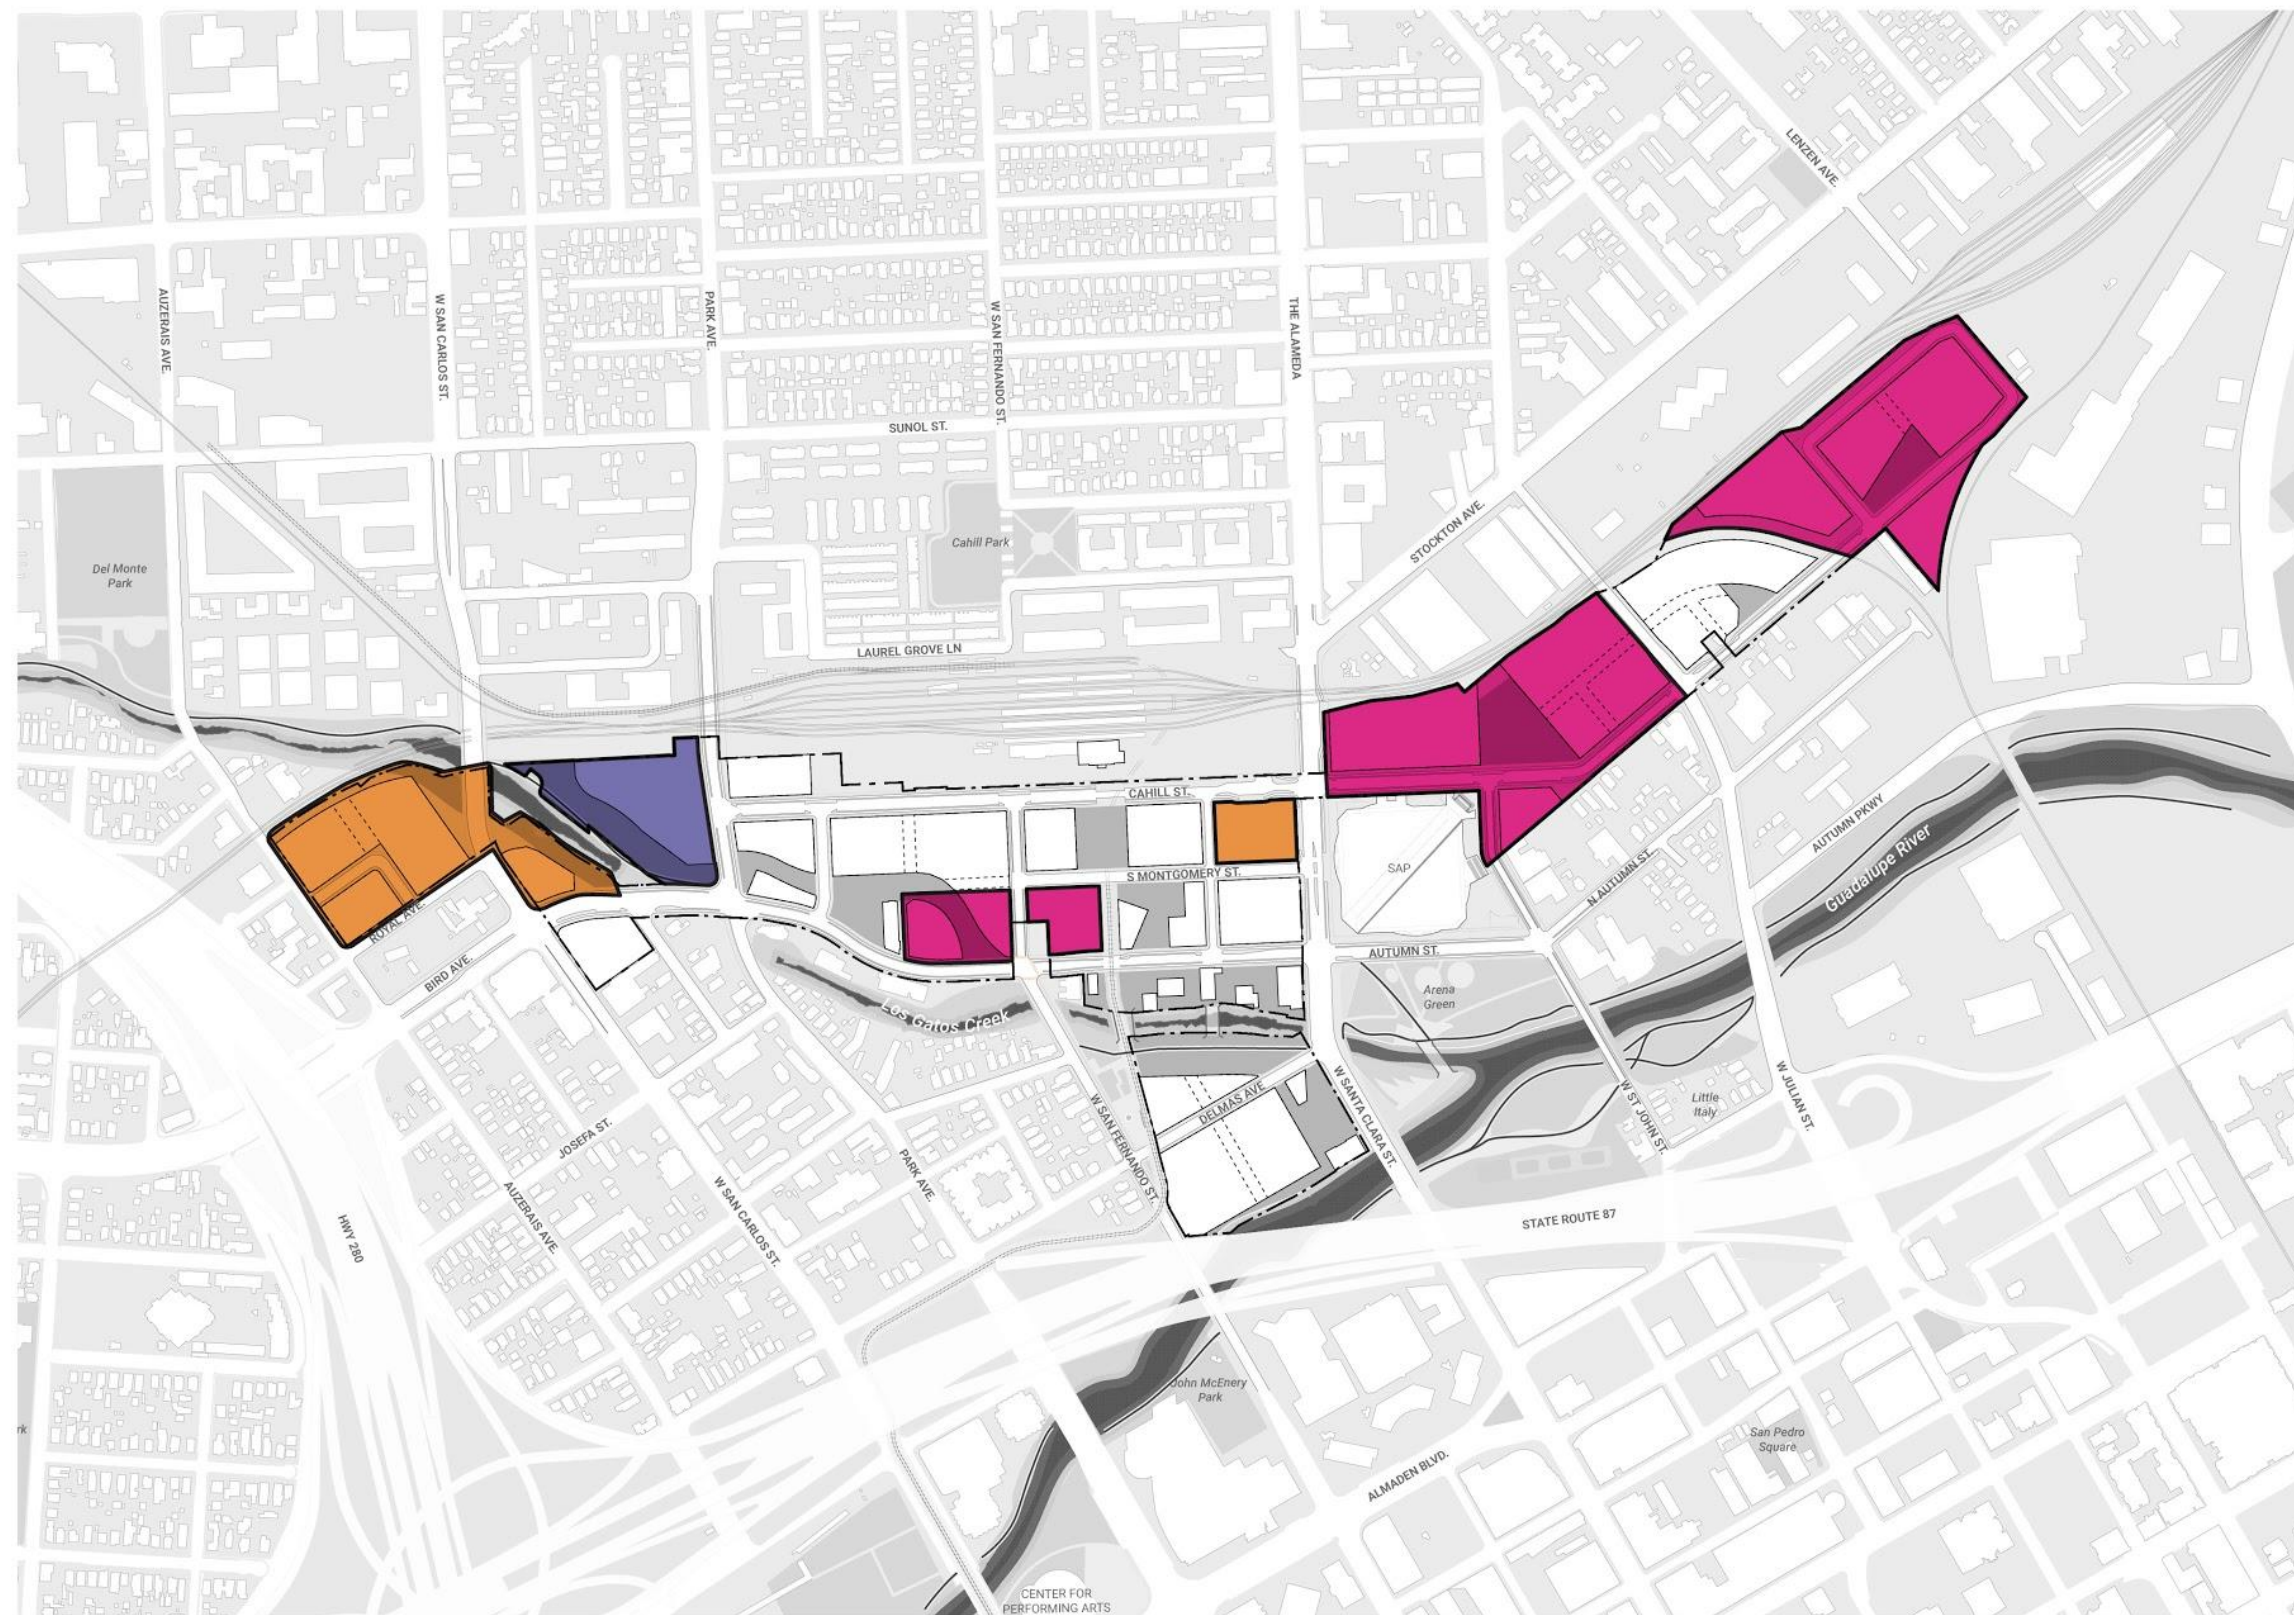 LENZEN AVE.
AUZERAIS AVE.
W SAN CARLOS ST.
PARK AVE.
W SAN FERNANDO ST.
THE ALAMEDA
SUNOL ST.
STOCKTON AVE.
Cahill Park
Del Monte
Park
LAUREL GROVE LN
CAHILL ST.
AUTUMN PKWY
Guadalupe River
SAP
S MONTGOMERY ST.
N AUTUMN ST.
ROYAL AVE.
BIRD AVE.
AUTUMN ST.
Arena
Green
Los Gatos Creek
DELMAS AVE
W SANTA CLARA ST.
W ST JOHN ST.
Little
Italy
W JULIAN ST.
JOSEFA ST.
W SAN FERNANDO ST.
PARK AVE.
AUZERAIS AVE.
W SAN CARLOS ST.
HWY 280
STATE ROUTE 87
John McEnery
Park
rk
San Pedro
Square
ALMADEN BLVD.
CENTER FOR
PERFORMING ARTS